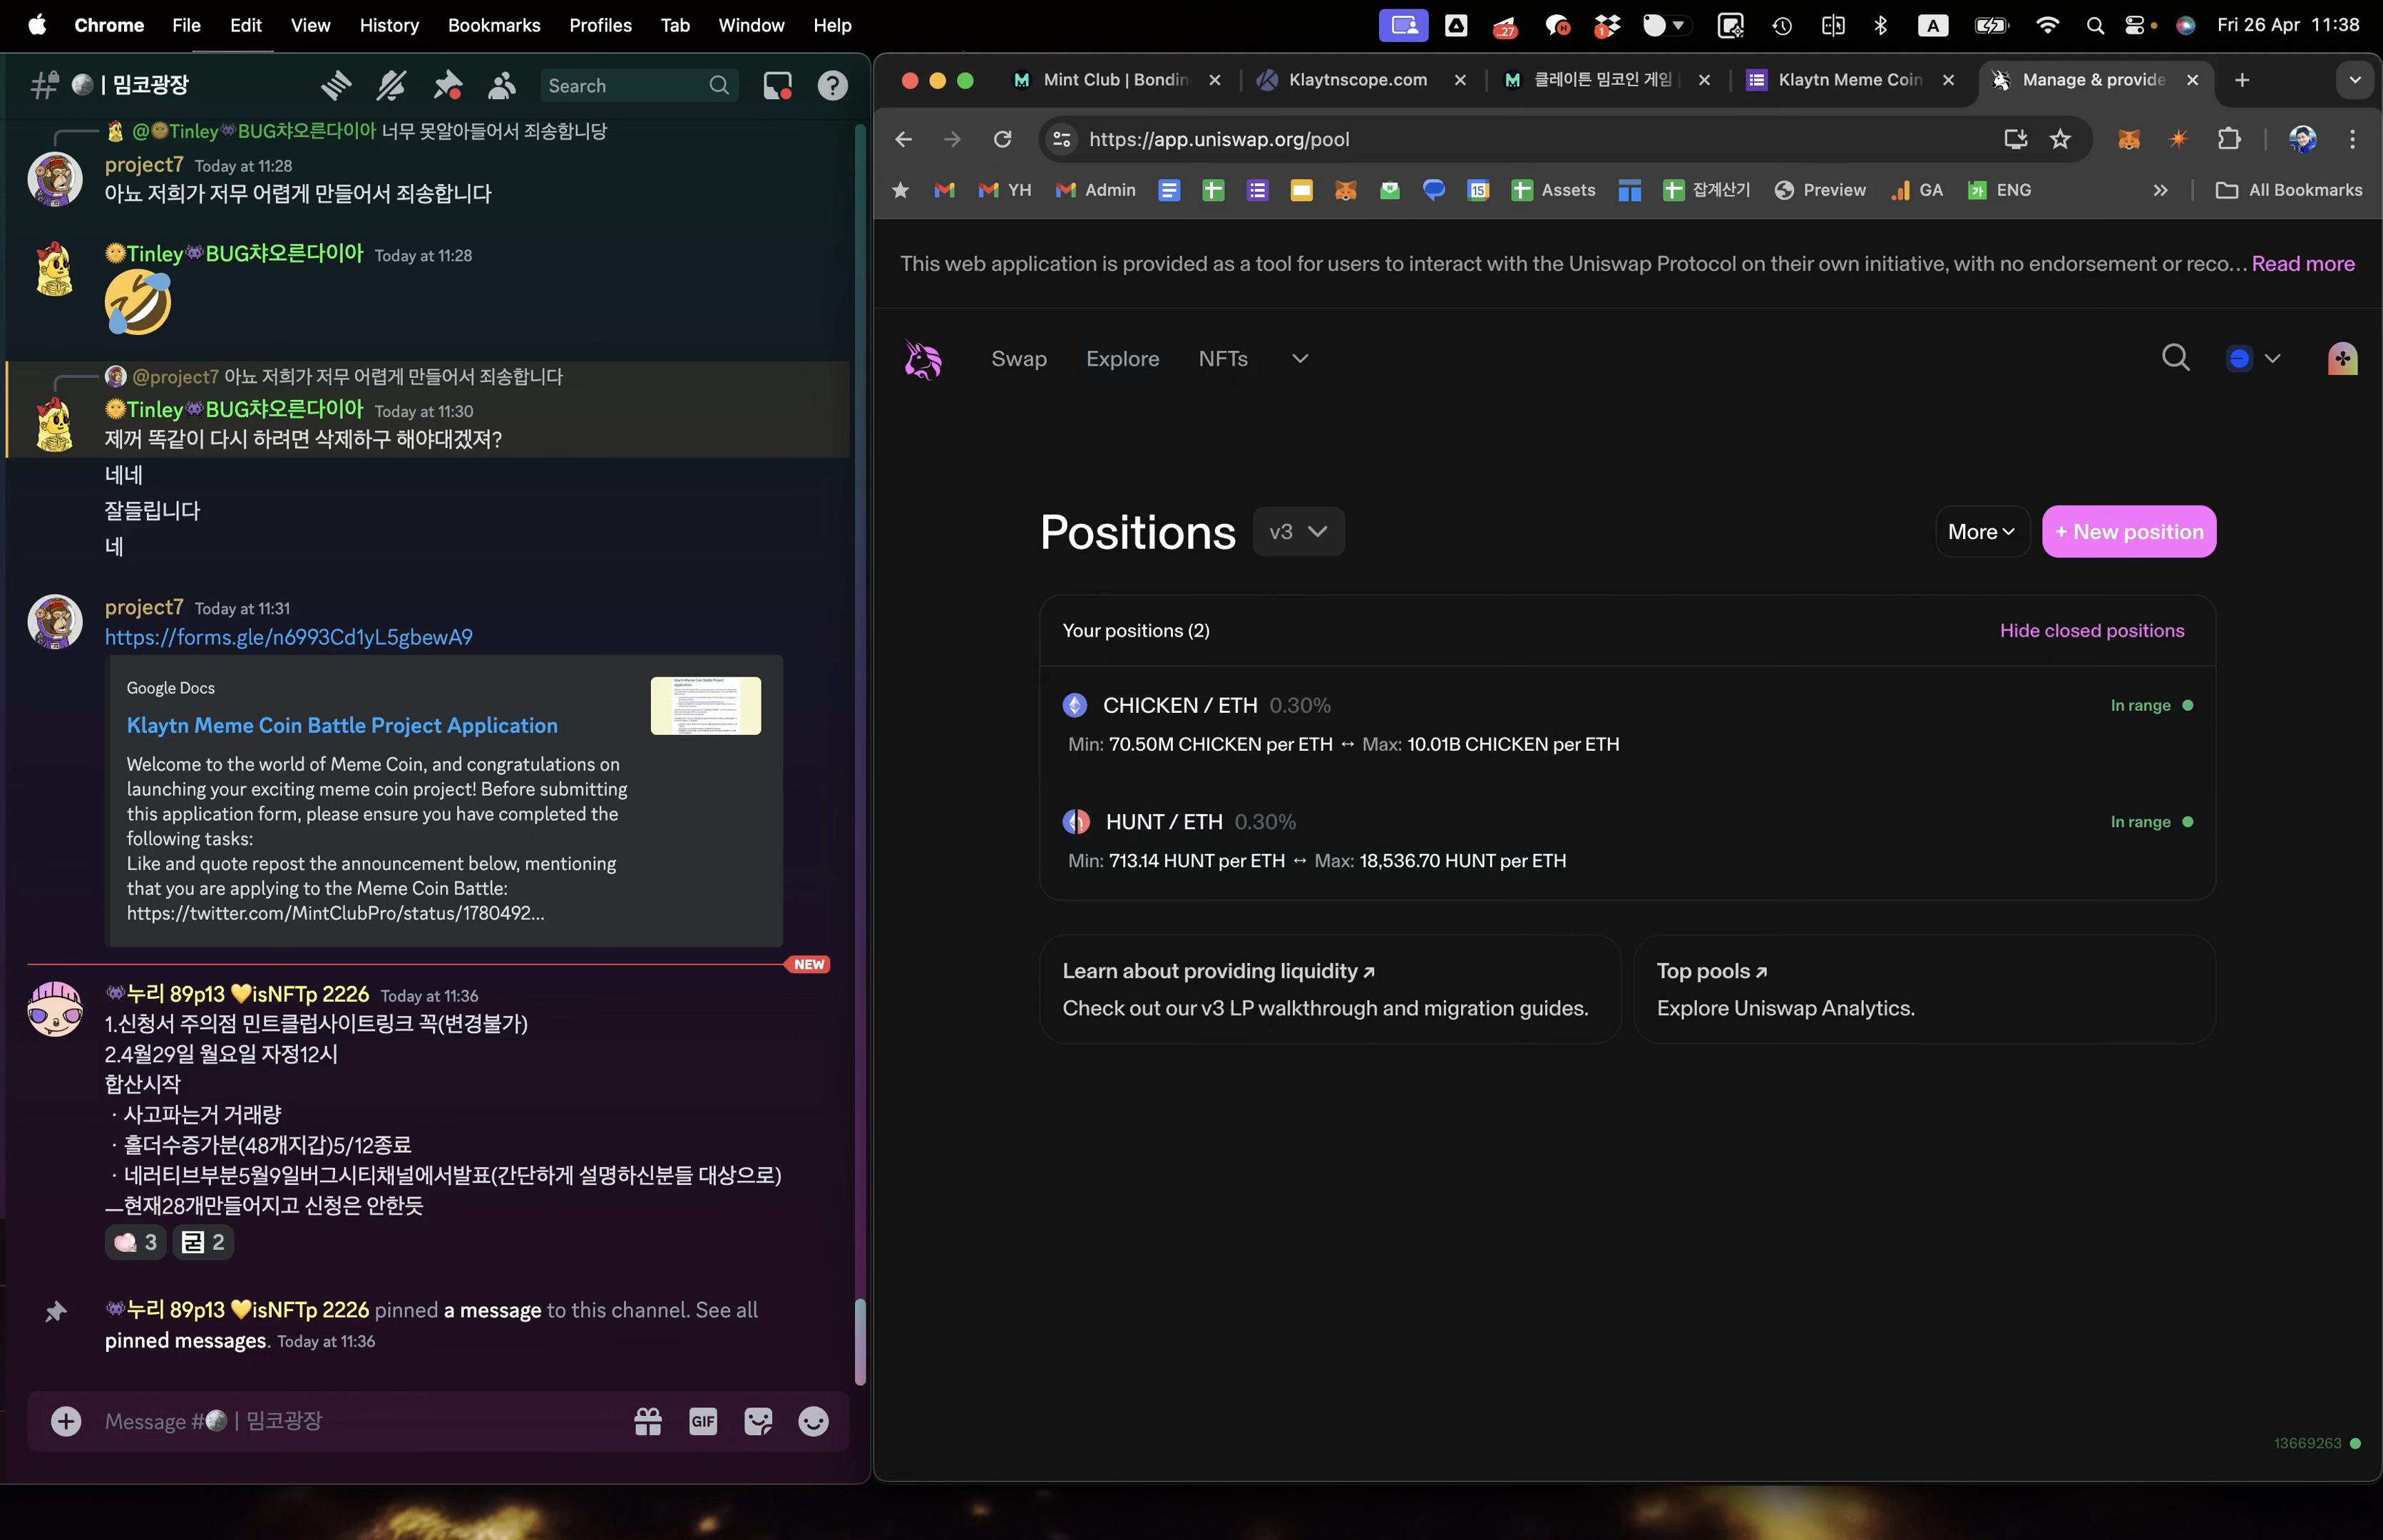 Chrome File Edit View History Bookmarks Profiles Tab Window Help
27
N
1
A
Fri 26 Apr 11:38
| 밈코광장
Search
@🌞Tinley👾BUG챠오른다이아 너무 못알아들어서 죄송함니당
project7 Today at 11:28
아뇨 저희가 저무 어렵게 만들어서 죄송합니다
🌞Tinley👾BUG챠오른다이아 Today at 11:28
🤣
@project7 아뇨 저희가 저무 어렵게 만들어서 죄송합니다
🌞Tinley👾BUG챠오른다이아 Today at 11:30
제꺼 똑같이 다시 하려면 삭제하구 해야대겠져?
네네
잘들립니다
네
project7 Today at 11:31
https://forms.gle/n6993Cd1yL5gbewA9
Google Docs
Klaytn Meme Coin Battle Project Application
Welcome to the world of Meme Coin, and congratulations on
launching your exciting meme coin project! Before submitting
this application form, please ensure you have completed the
following tasks:
Like and quote repost the announcement below, mentioning
that you are applying to the Meme Coin Battle:
https://twitter.com/MintClubPro/status/1780492...
NEW
👾누리 89p13 💛isNFTp 2226 Today at 11:36
1.신청서 주의점 민트클럽사이트링크 꼭(변경불가)
2.4월29일 월요일 자정12시
합산시작
· 사고파는거 거래량
· 홀더수증가분(48개지갑)5/12종료
· 네러티브부분5월9일버그시티채널에서발표(간단하게 설명하신분들 대상으로)
—현재28개만들어지고 신청은 안한듯
3 굳 2
👾누리 89p13 💛isNFTp 2226 pinned a message to this channel. See all
pinned messages. Today at 11:36
Message # | 밈코광장
GIF
Mint Club | Bondin
Klaytnscope.com
클레이튼 밈코인 게임
Klaytn Meme Coin
Manage & provide
https://app.uniswap.org/pool
YH Admin 15 Assets 잡계산기 Preview GA 가 ENG » All Bookmarks
This web application is provided as a tool for users to interact with the Uniswap Protocol on their own initiative, with no endorsement or reco... Read more
Swap Explore NFTs
Positions v3
More + New position
Your positions (2) Hide closed positions
CHICKEN / ETH 0.30% In range
Min: 70.50M CHICKEN per ETH ↔ Max: 10.01B CHICKEN per ETH
HUNT / ETH 0.30% In range
Min: 713.14 HUNT per ETH ↔ Max: 18,536.70 HUNT per ETH
Learn about providing liquidity ↗
Check out our v3 LP walkthrough and migration guides.
Top pools ↗
Explore Uniswap Analytics.
13669263